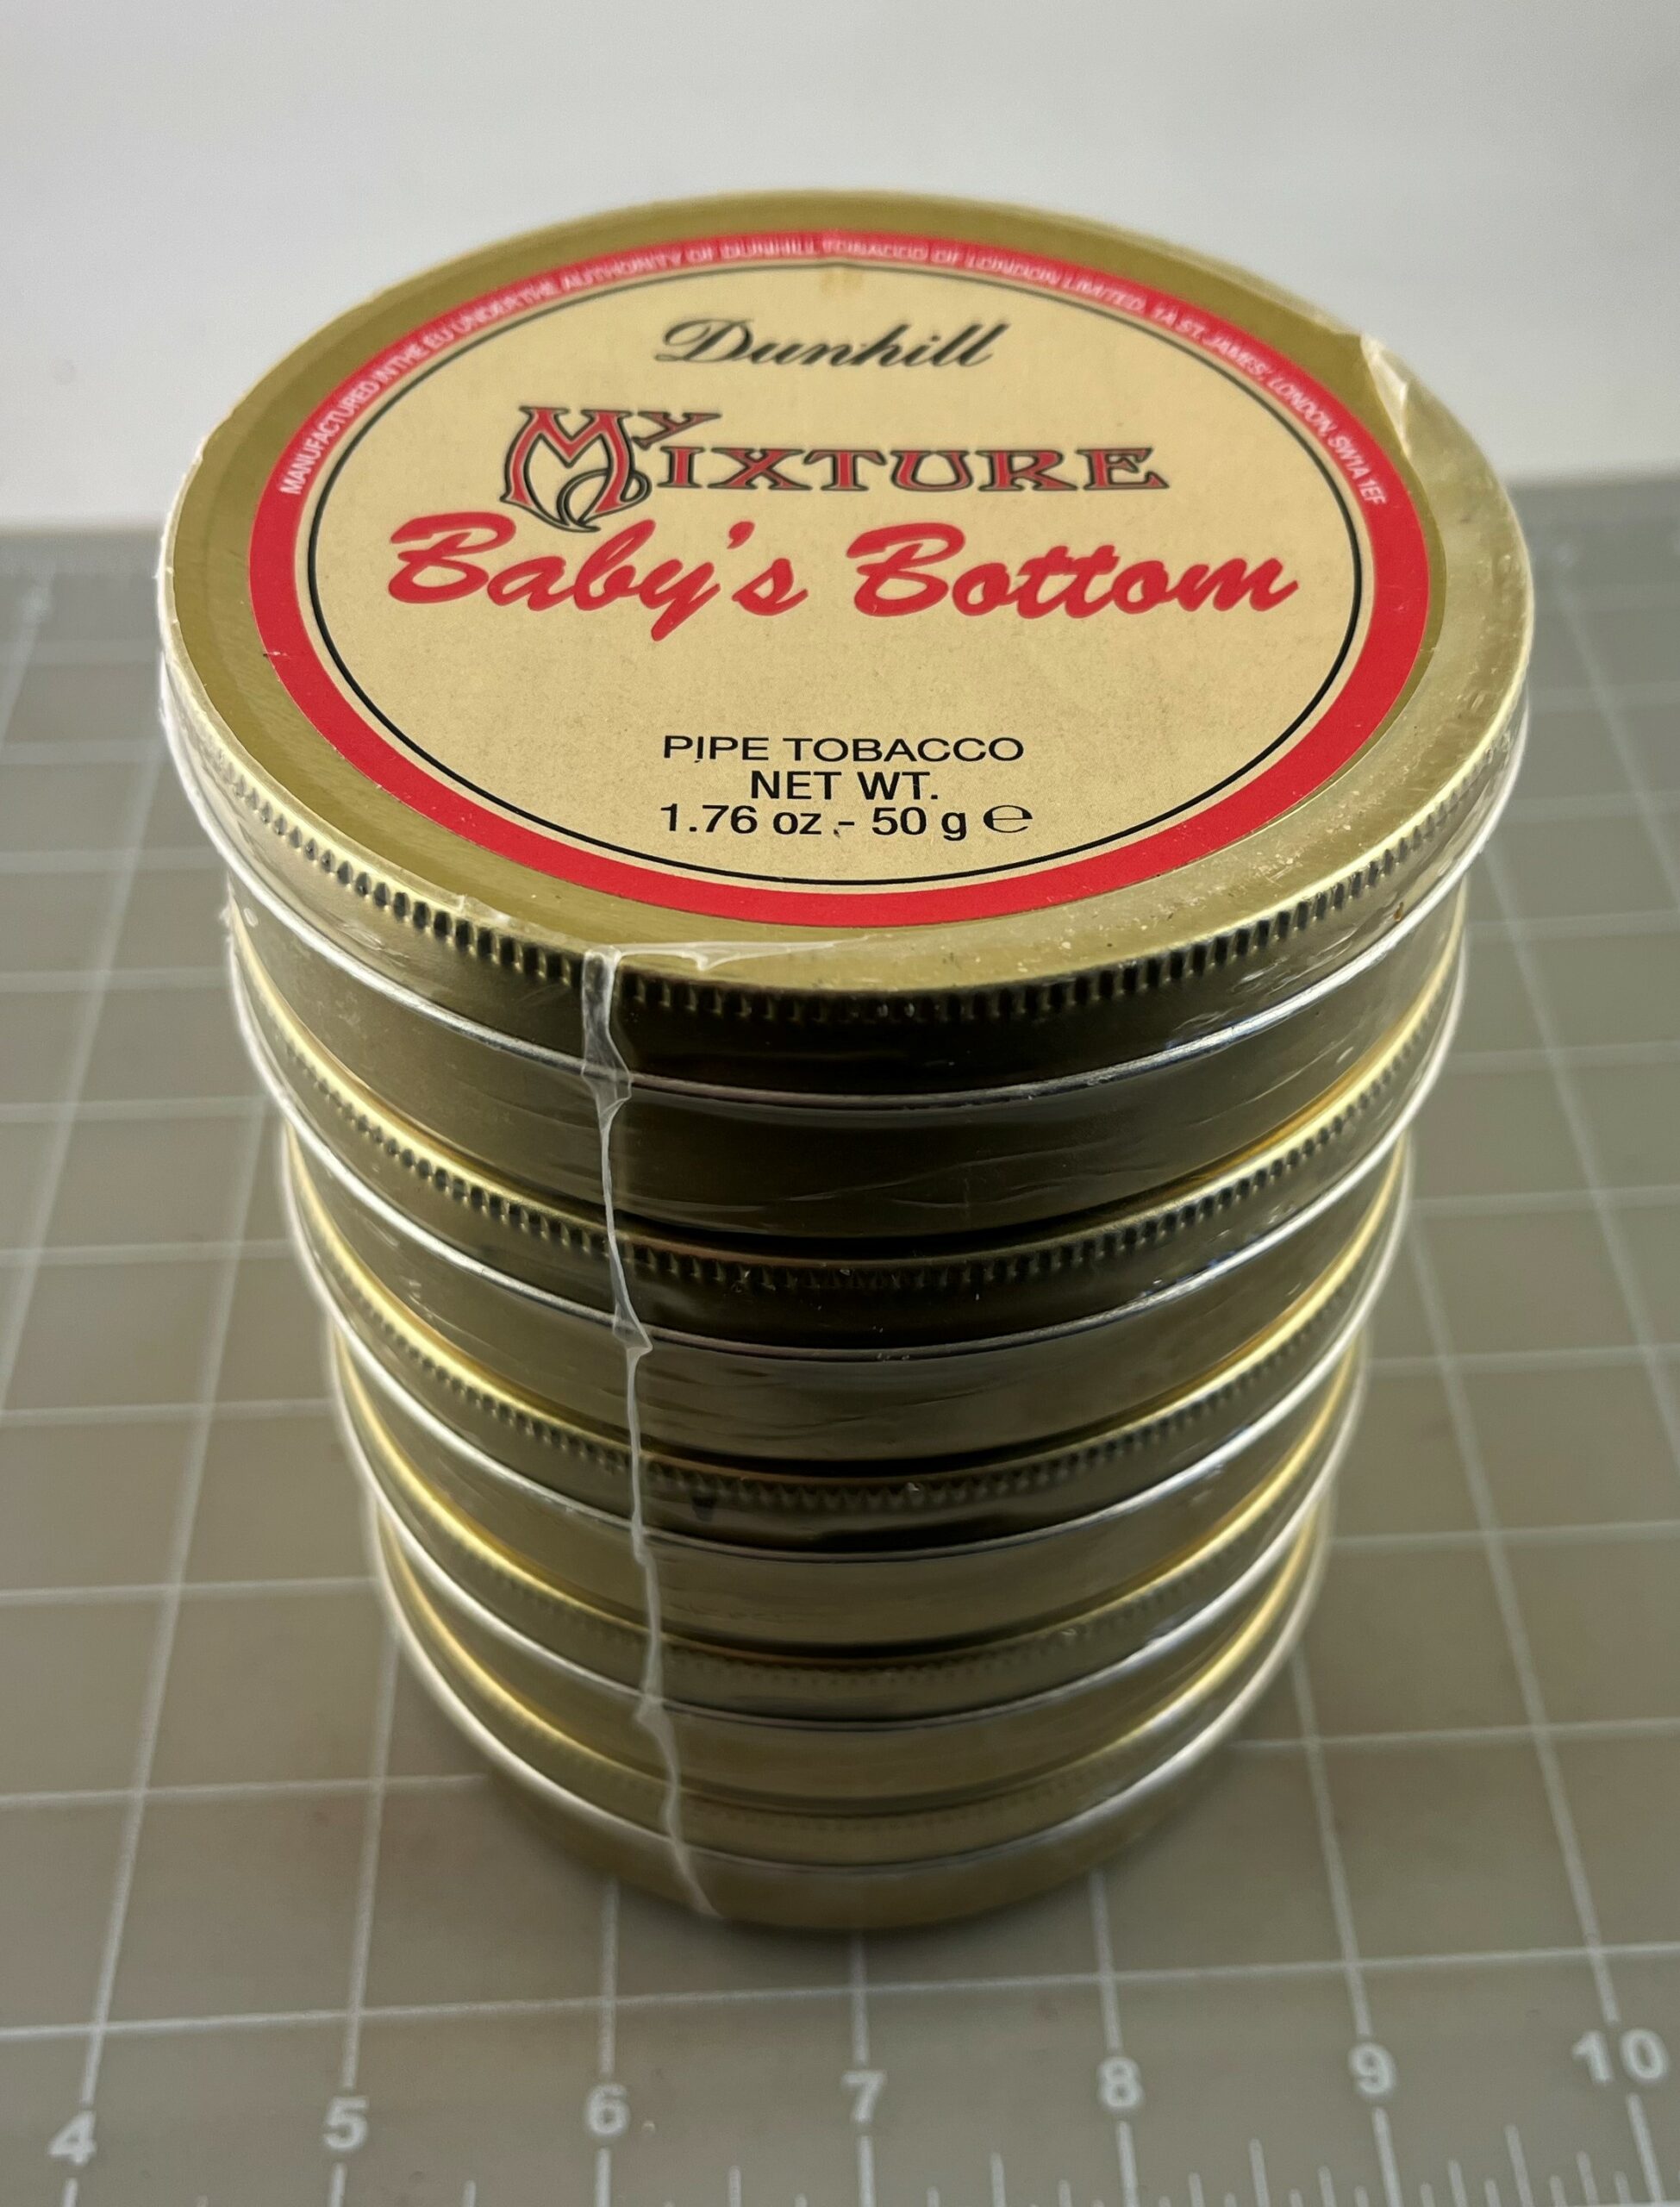 MANUFACTURED IN THE EU UNDER THE AUTHORITY OF DUNHILL TOBACCO OF LONDON LIMITED, 1A ST. JAMES, LONDON SW1A 1EF
Dunhill
MY MIXTURE
Baby's Bottom
PIPE TOBACCO
NET WT.
1.76 oz - 50 g ℮
4 5 6 7 8 9 10